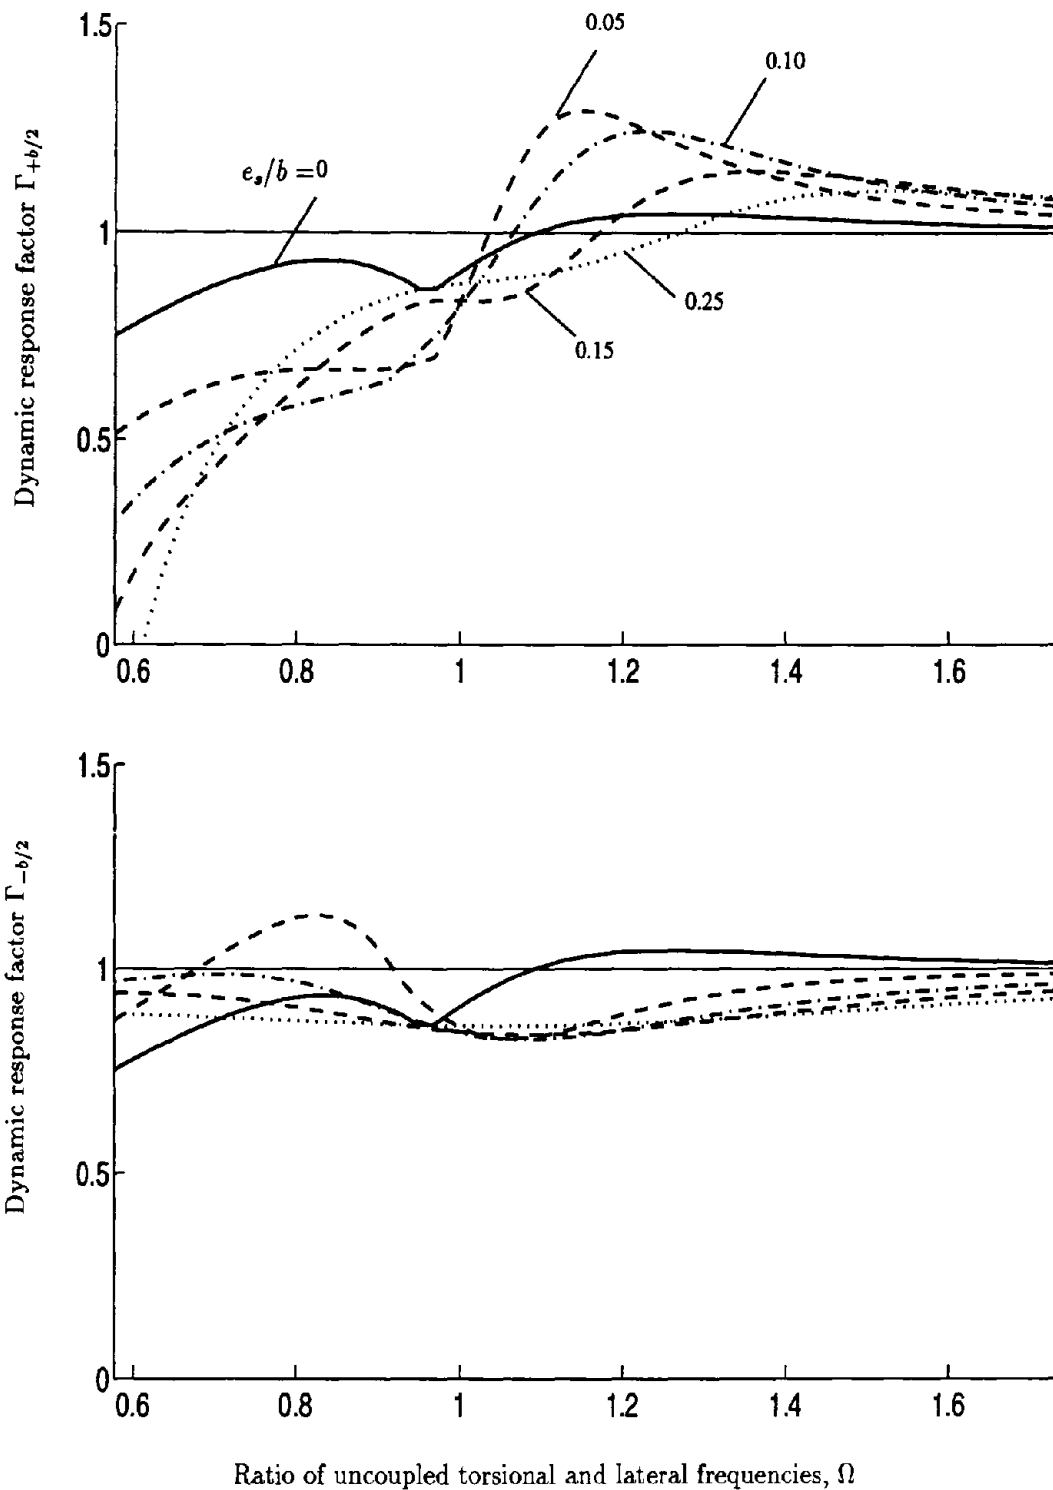 1.5
0.05
0.10
Dynamic response factor Γ+b/2
eₛ/b = 0
1
0.25
0.15
0.5
0
0.6 0.8 1 1.2 1.4 1.6
1.5
Dynamic response factor Γ−b/2
1
0.5
0
0.6 0.8 1 1.2 1.4 1.6
Ratio of uncoupled torsional and lateral frequencies, Ω